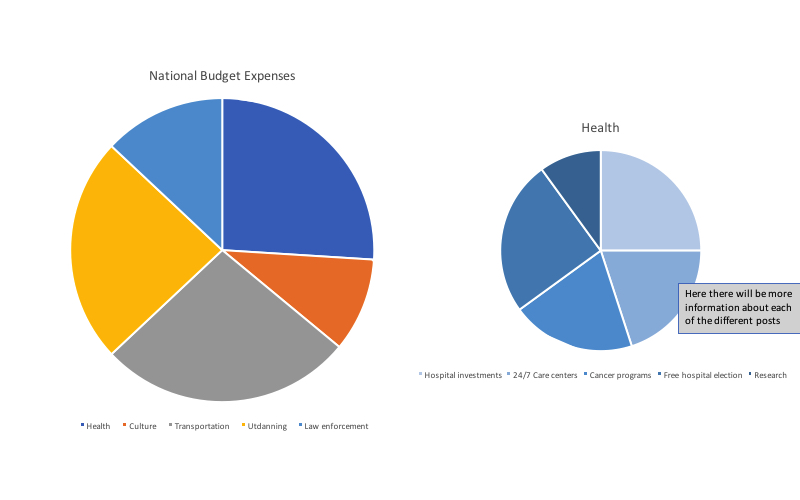 National Budget Expenses
Health
Here there will be more
information about each
of the different posts
Hospital investments 24/7 Care centers Cancer programs Free hospital election Research
Health Culture Transportation Utdanning Law enforcement